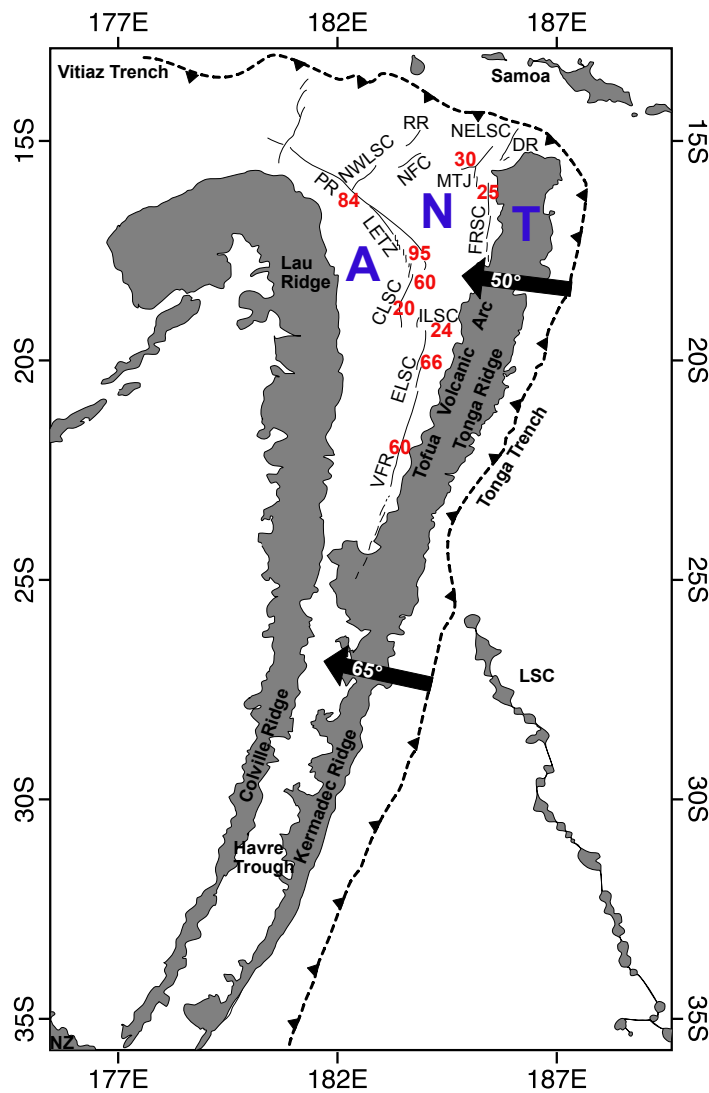 177E
182E
187E
Vitiaz Trench
Samoa
15S
15S
RR
NELSC
DR
NWLSC
NFC
30
MTJ
PR
84
25
N
T
LETZ
FRSC
A
95
Lau
Ridge
60
50°
CLSC
20
ILSC
24
Arc
20S
20S
66
ELSC
Volcanic
Tonga Ridge
Tofua
60
VFR
Tonga Trench
25S
25S
65°
LSC
Colville Ridge
Kermadec Ridge
30S
30S
Havre
Trough
35S
35S
NZ
177E
182E
187E